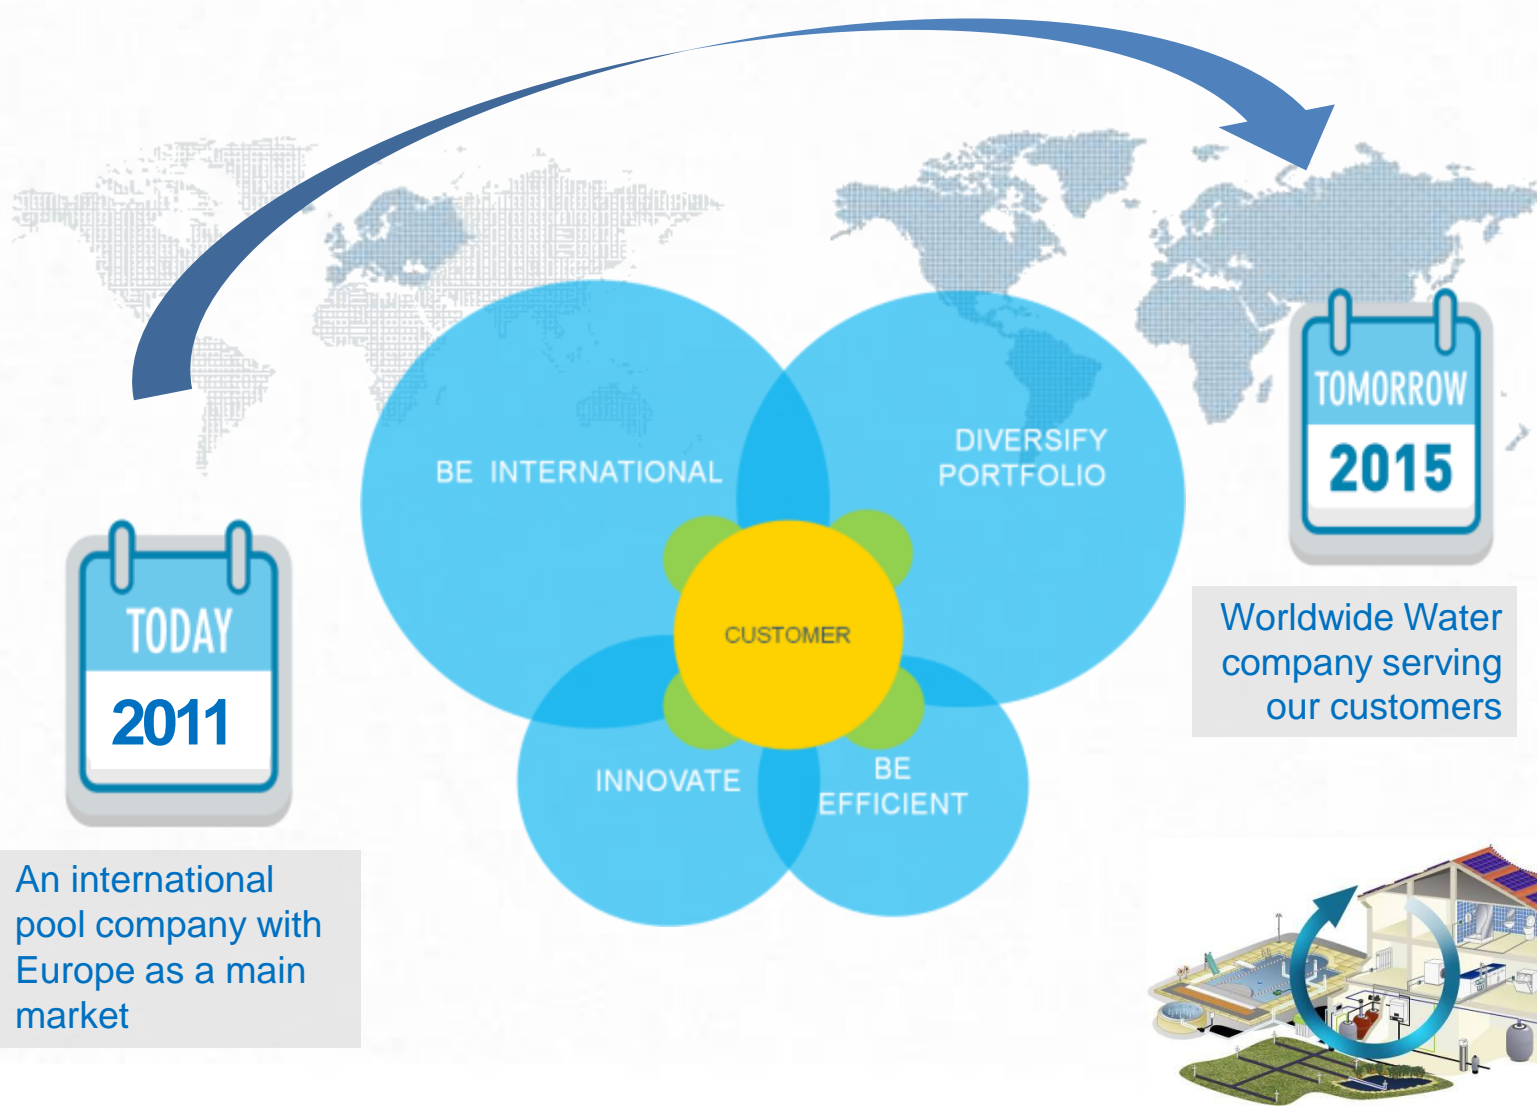 TODAY
2011
An international
pool company with
Europe as a main
market
BE INTERNATIONAL
DIVERSIFY
PORTFOLIO
CUSTOMER
INNOVATE
BE
EFFICIENT
TOMORROW
2015
Worldwide Water
company serving
our customers